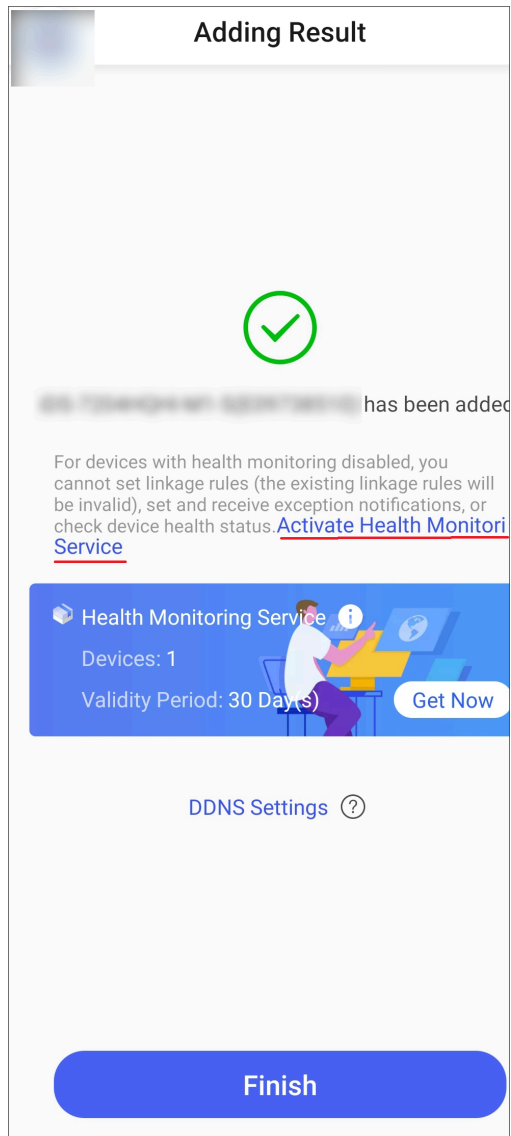 Adding Result
has been added
For devices with health monitoring disabled, you
cannot set linkage rules (the existing linkage rules will
be invalid), set and receive exception notifications, or
check device health status.Activate Health Monitori
Service
Health Monitoring Service
Devices: 1
Validity Period: 30 Day(s)
Get Now
DDNS Settings
Finish